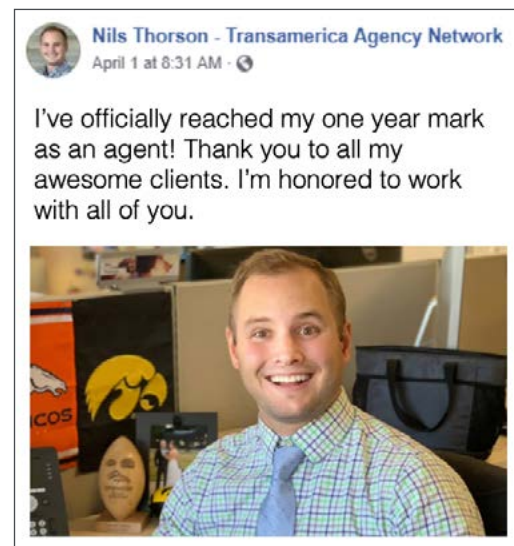 Nils Thorson - Transamerica Agency Network
April 1 at 8:31 AM ·
I've officially reached my one year mark
as an agent! Thank you to all my
awesome clients. I'm honored to work
with all of you.
COS